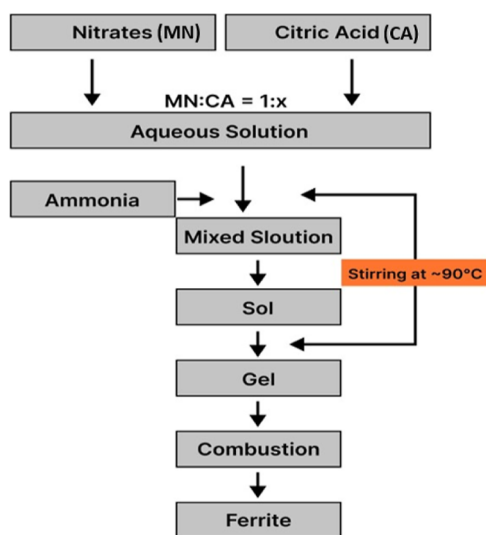 Nitrates (MN)
Citric Acid (CA)
MN:CA = 1:x
Aqueous Solution
Ammonia
Mixed Sloution
Stirring at ~90°C
Sol
Gel
Combustion
Ferrite